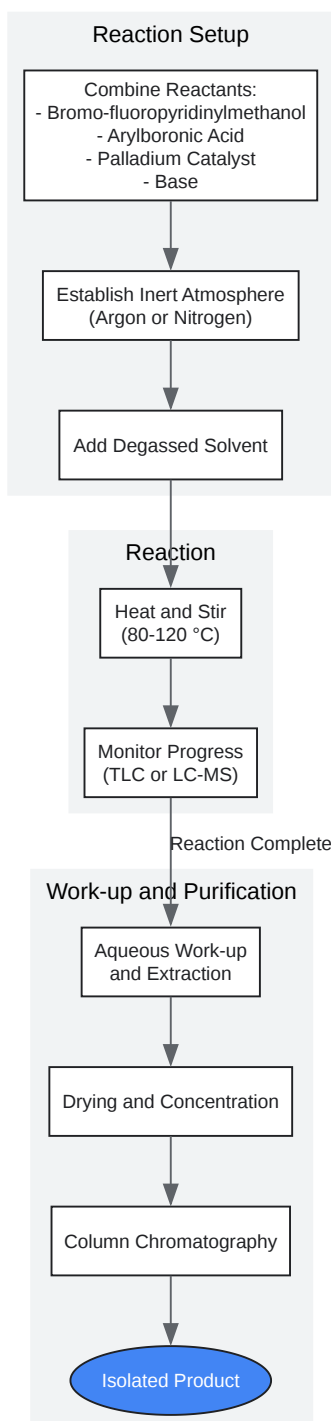 Reaction Setup
Combine Reactants:
- Bromo-fluoropyridinylmethanol
- Arylboronic Acid
- Palladium Catalyst
- Base
Establish Inert Atmosphere
(Argon or Nitrogen)
Add Degassed Solvent
Reaction
Heat and Stir
(80-120 °C)
Monitor Progress
(TLC or LC-MS)
Reaction Complete
Work-up and Purification
Aqueous Work-up
and Extraction
Drying and Concentration
Column Chromatography
Isolated Product